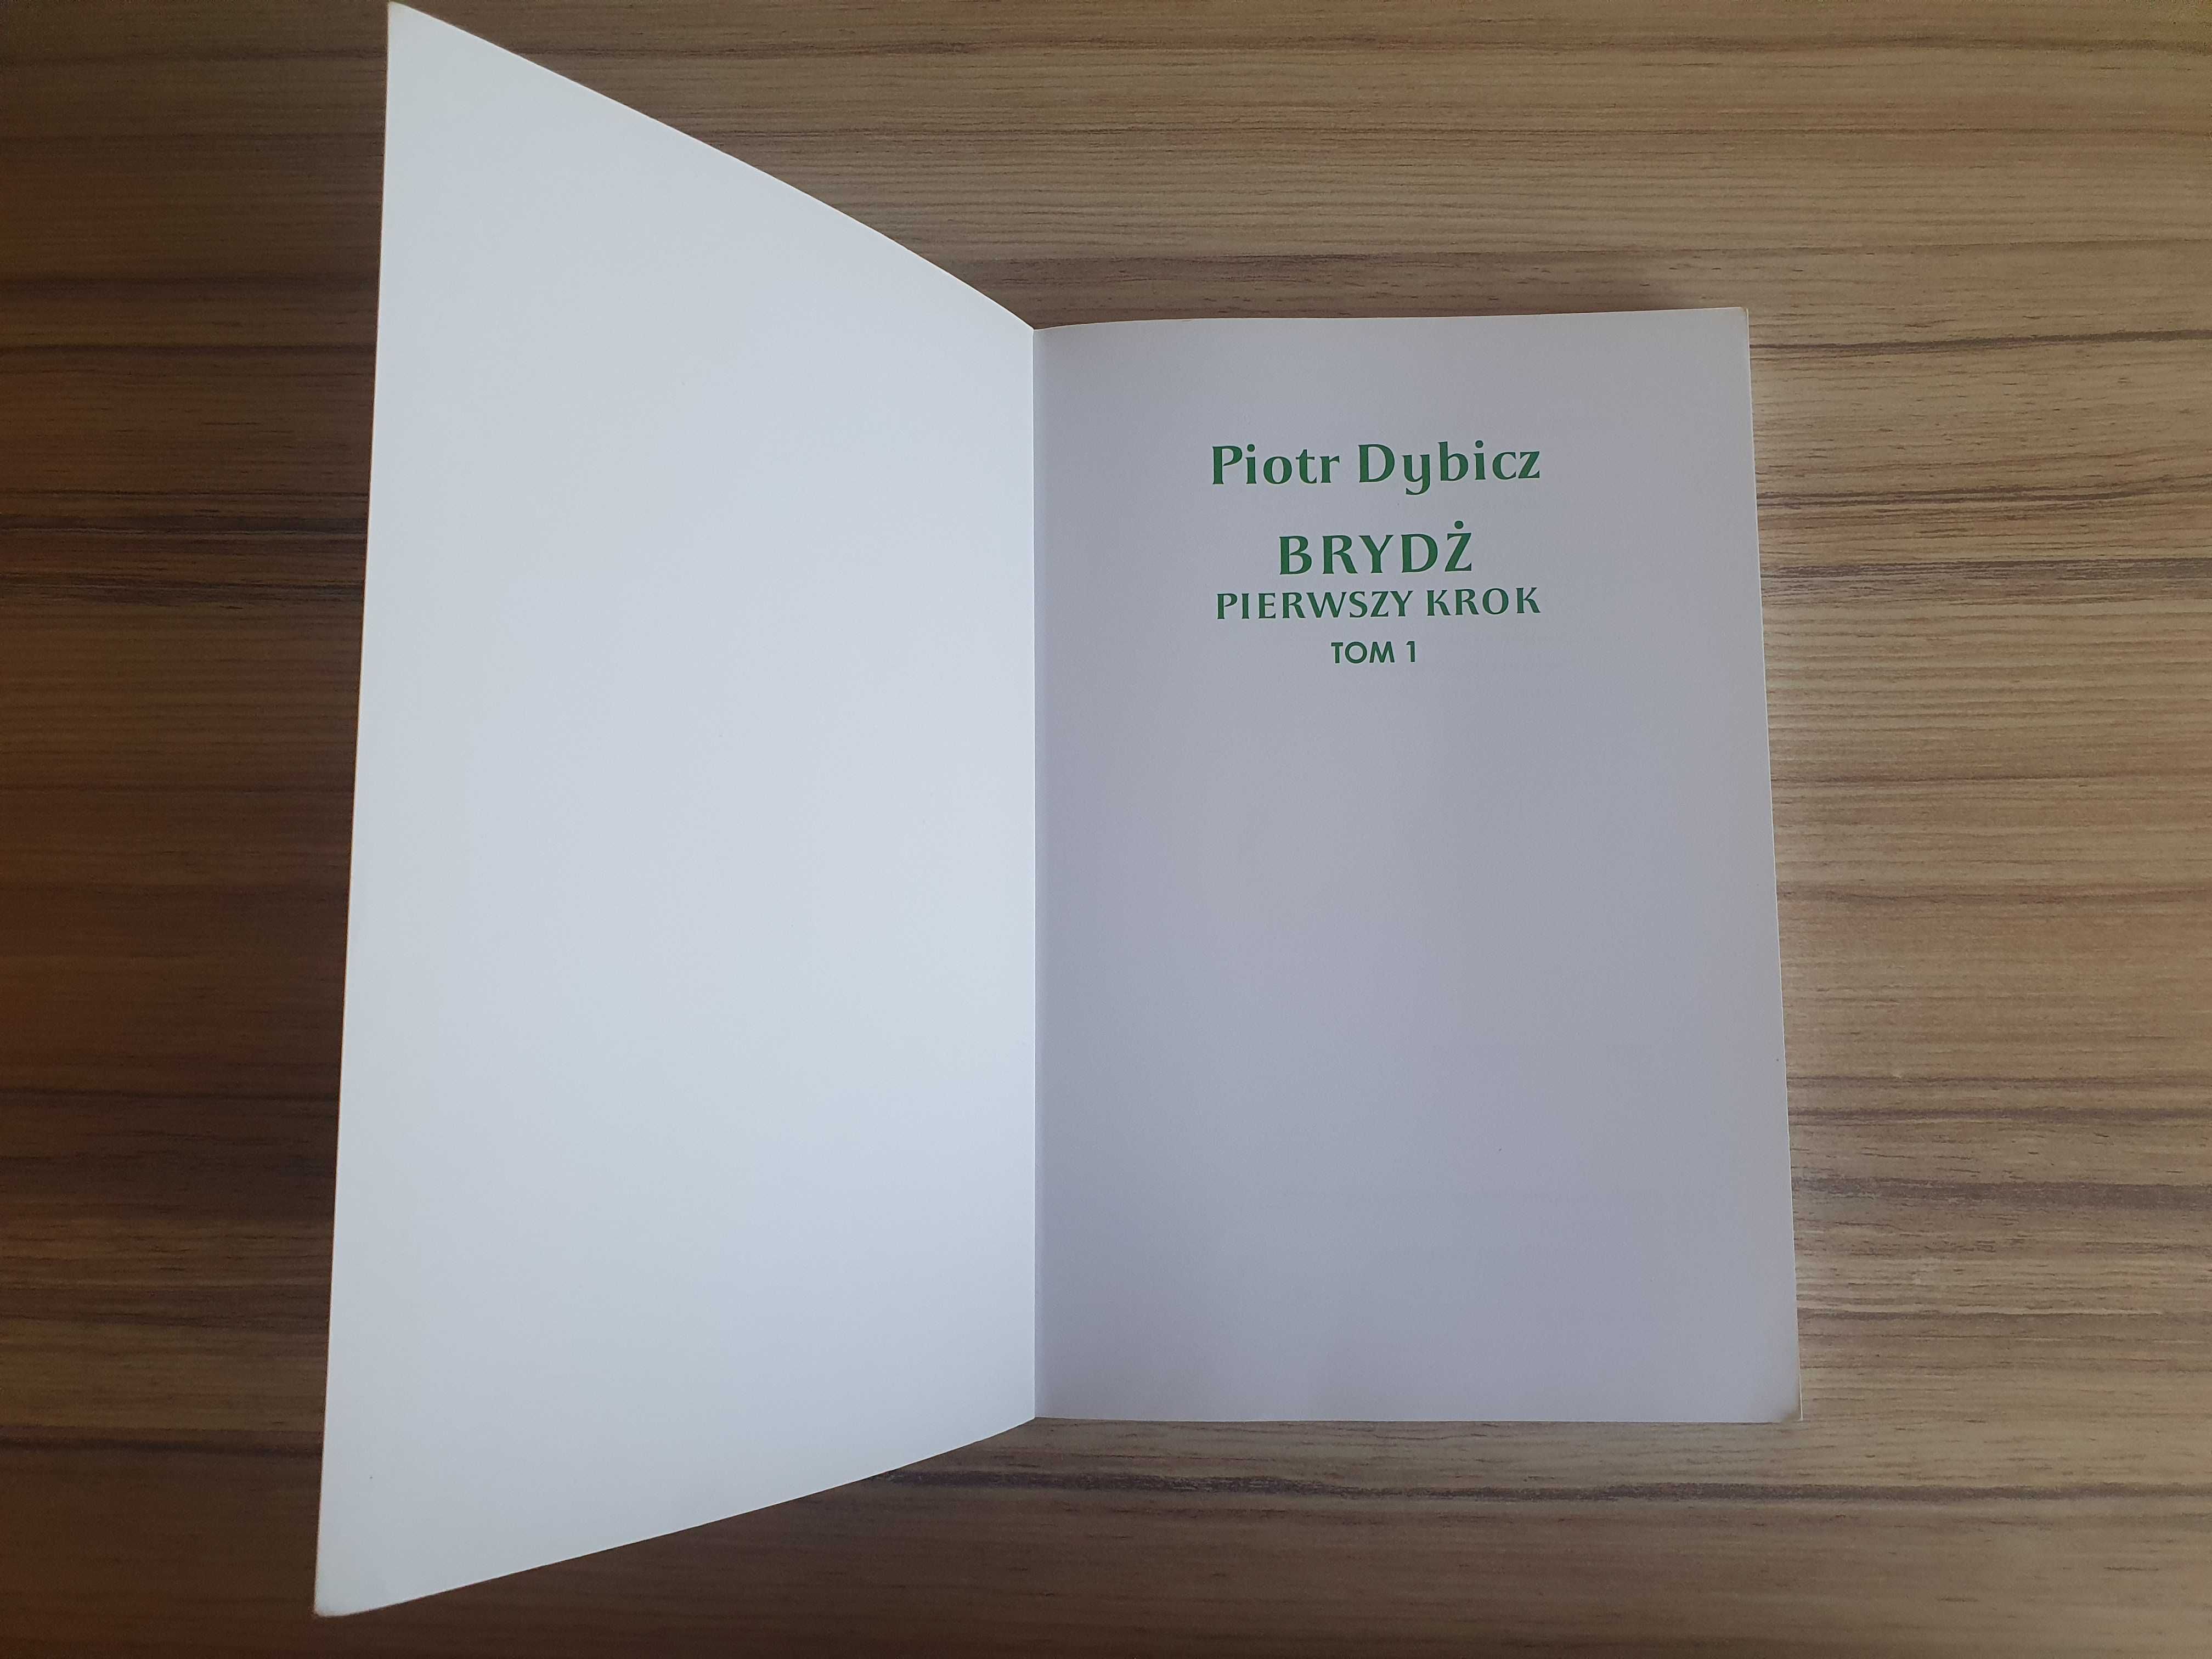 Piotr Dybicz
BRYDŻ
PIERWSZY KROK
TOM 1